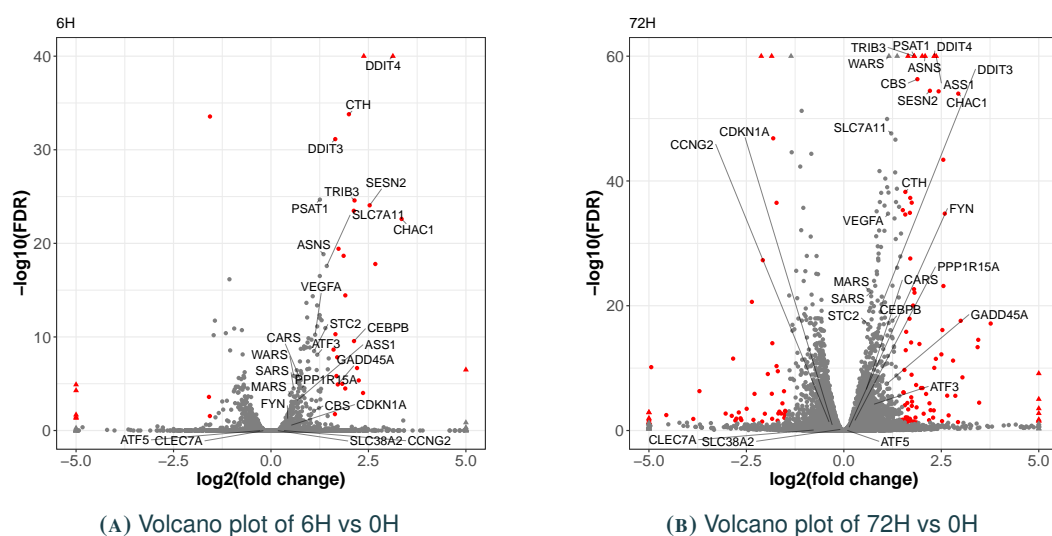 6H
40
30
20
10
0
−log10(FDR)
DDIT4
CTH
DDIT3
SESN2
TRIB3
PSAT1
SLC7A11
CHAC1
ASNS
VEGFA
STC2
CEBPB
CARS
ATF3
ASS1
WARS
GADD45A
SARS
PPP1R15A
MARS
FYN
CBS
CDKN1A
ATF5
CLEC7A
SLC38A2
CCNG2
−5.0 −2.5 0.0 2.5 5.0
log2(fold change)
(A) Volcano plot of 6H vs 0H
72H
60
40
20
0
−log10(FDR)
TRIB3
PSAT1
DDIT4
WARS
ASNS
DDIT3
CBS
ASS1
SESN2
CHAC1
SLC7A11
CDKN1A
CCNG2
CTH
VEGFA
FYN
PPP1R15A
MARS
CARS
SARS
CEBPB
STC2
GADD45A
ATF3
CLEC7A
SLC38A2
ATF5
−5.0 −2.5 0.0 2.5 5.0
log2(fold change)
(B) Volcano plot of 72H vs 0H